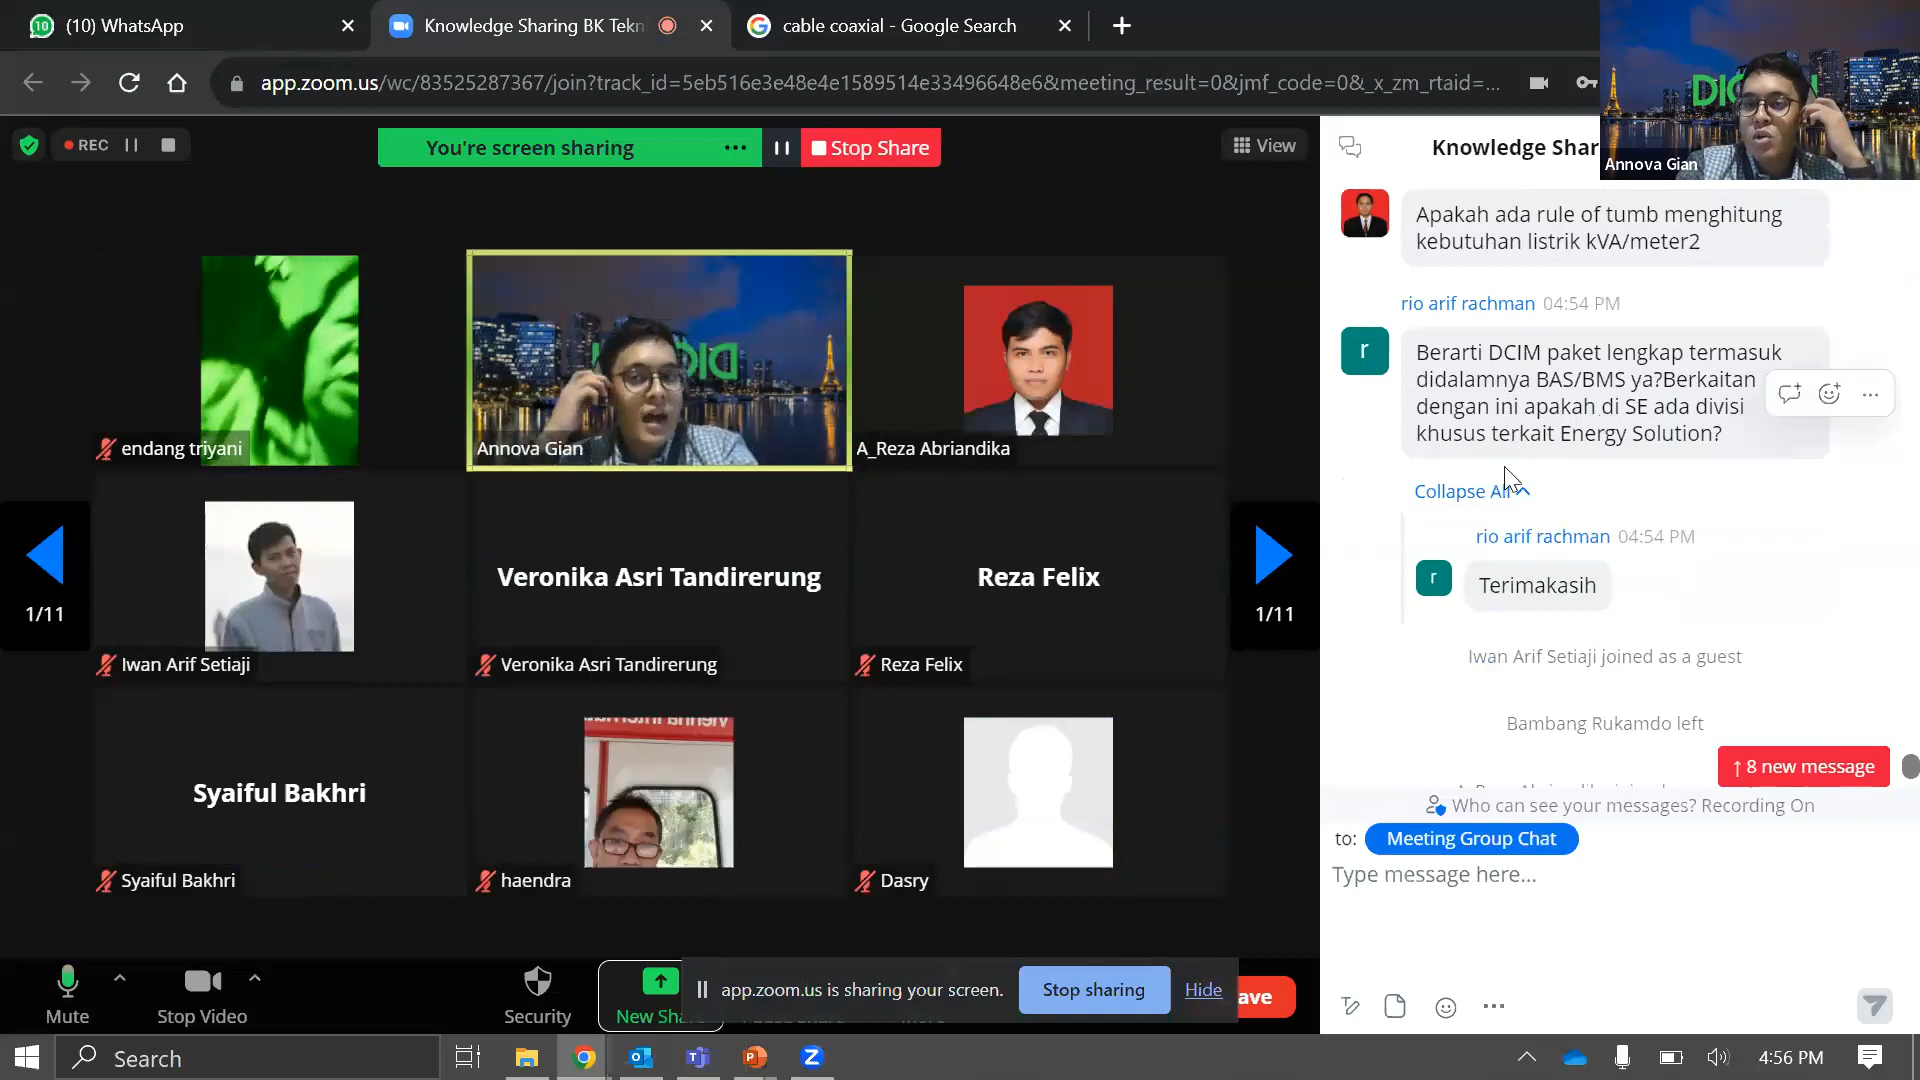 (10) WhatsApp
Knowledge Sharing BK Tekn
cable coaxial - Google Search
app.zoom.us/wc/83525287367/join?track_id=5eb516e3e48e4e1589514e33496648e6&meeting_result=0&jmf_code=0&_x_zm_rtaid=...
Annova Gian
REC
You're screen sharing
Stop Share
View
Knowledge Shar
Apakah ada rule of tumb menghitung
kebutuhan listrik kVA/meter2
rio arif rachman 04:54 PM
r
Berarti DCIM paket lengkap termasuk
didalamnya BAS/BMS ya?Berkaitan
dengan ini apakah di SE ada divisi
khusus terkait Energy Solution?
Collapse All
rio arif rachman 04:54 PM
r
Terimakasih
Iwan Arif Setiaji joined as a guest
Bambang Rukamdo left
↑ 8 new message
Who can see your messages? Recording On
to: Meeting Group Chat
Type message here...
endang triyani
Annova Gian
A_Reza Abriandika
1/11
Iwan Arif Setiaji
Veronika Asri Tandirerung
Veronika Asri Tandirerung
Reza Felix
Reza Felix
1/11
Syaiful Bakhri
Syaiful Bakhri
haendra
Dasry
Mute
Stop Video
Security
New Sha
app.zoom.us is sharing your screen.
Stop sharing
Hide
ave
Search
4:56 PM